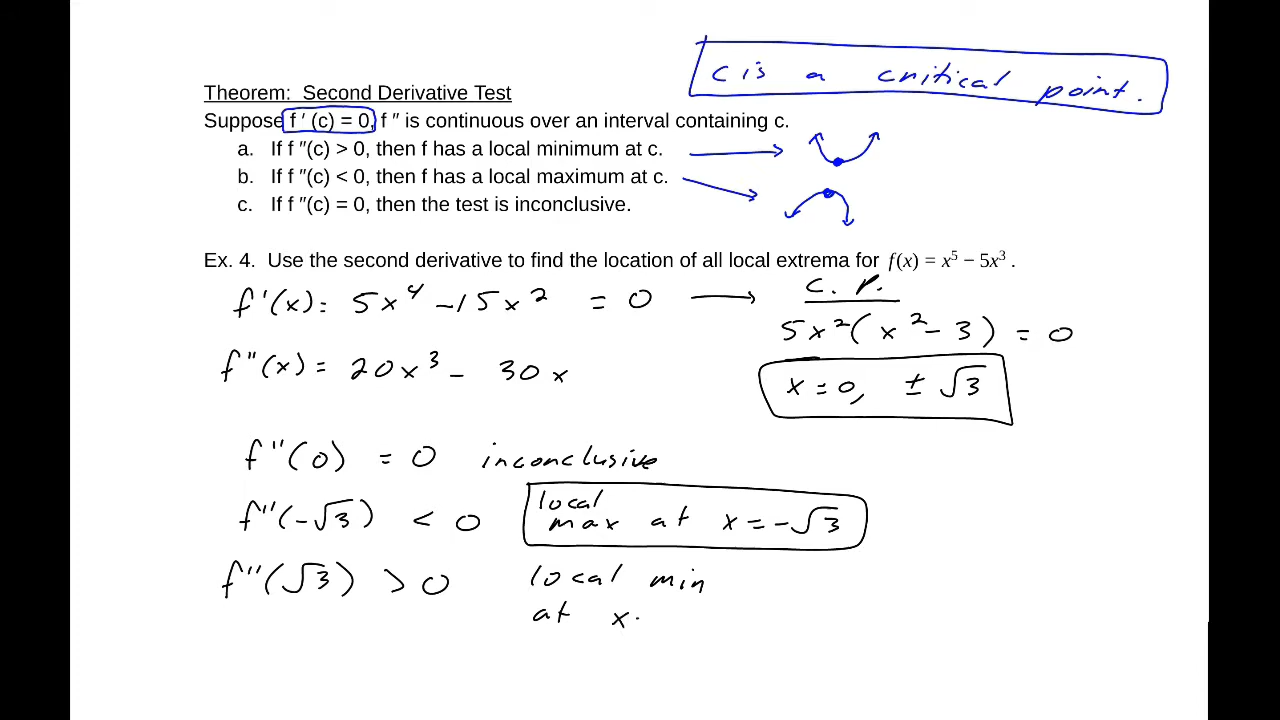 c is a critical point.
Theorem: Second Derivative Test
Suppose f ′ (c) = 0, f ″ is continuous over an interval containing c.
a. If f ″(c) > 0, then f has a local minimum at c.
b. If f ″(c) < 0, then f has a local maximum at c.
c. If f ″(c) = 0, then the test is inconclusive.
Ex. 4. Use the second derivative to find the location of all local extrema for f(x) = x⁵ − 5x³ .
C. P.
f'(x) = 5x⁴ - 15x² = 0
5x²(x² - 3) = 0
f"(x) = 20x³ - 30x
x = 0, ± √3
f"(0) = 0 inconclusive
f"(-√3) < 0 local
max at x = -√3
f"(√3) > 0 local min
at x